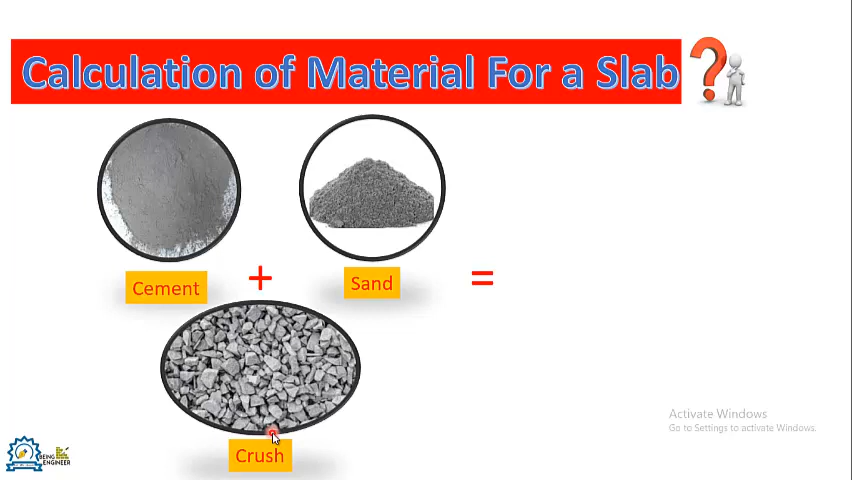 Calculation of Material For a Slab
?
Cement
+
Sand
=
Crush
Activate Windows
Go to Settings to activate Windows.
BEING
ENGINEER